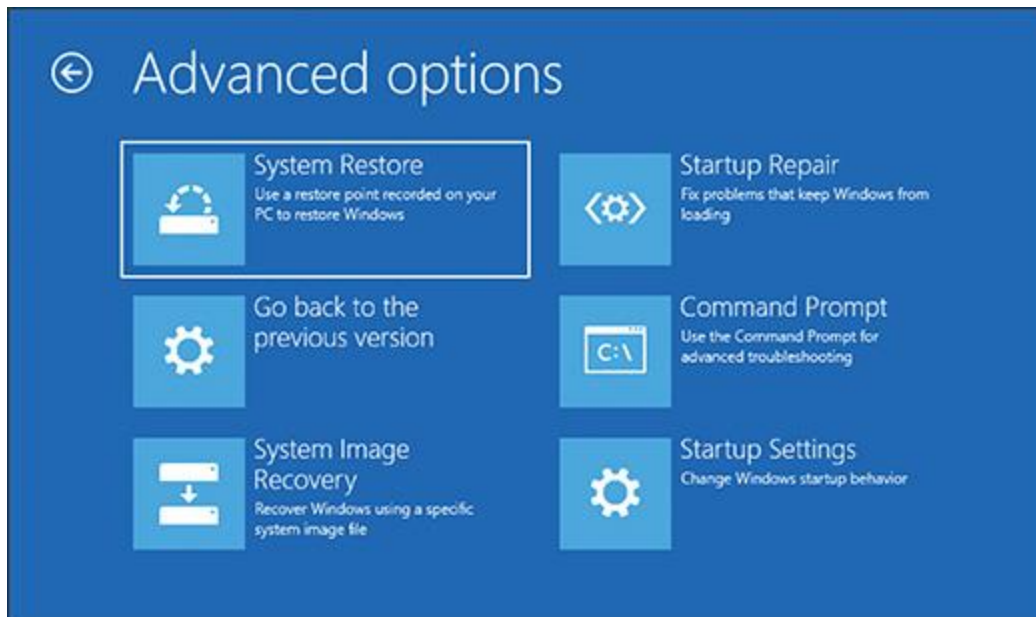 Advanced options
System Restore
Use a restore point recorded on your
PC to restore Windows
Startup Repair
Fix problems that keep Windows from
loading
Go back to the
previous version
Command Prompt
Use the Command Prompt for
advanced troubleshooting
C:\
System Image
Recovery
Recover Windows using a specific
system image file
Startup Settings
Change Windows startup behavior